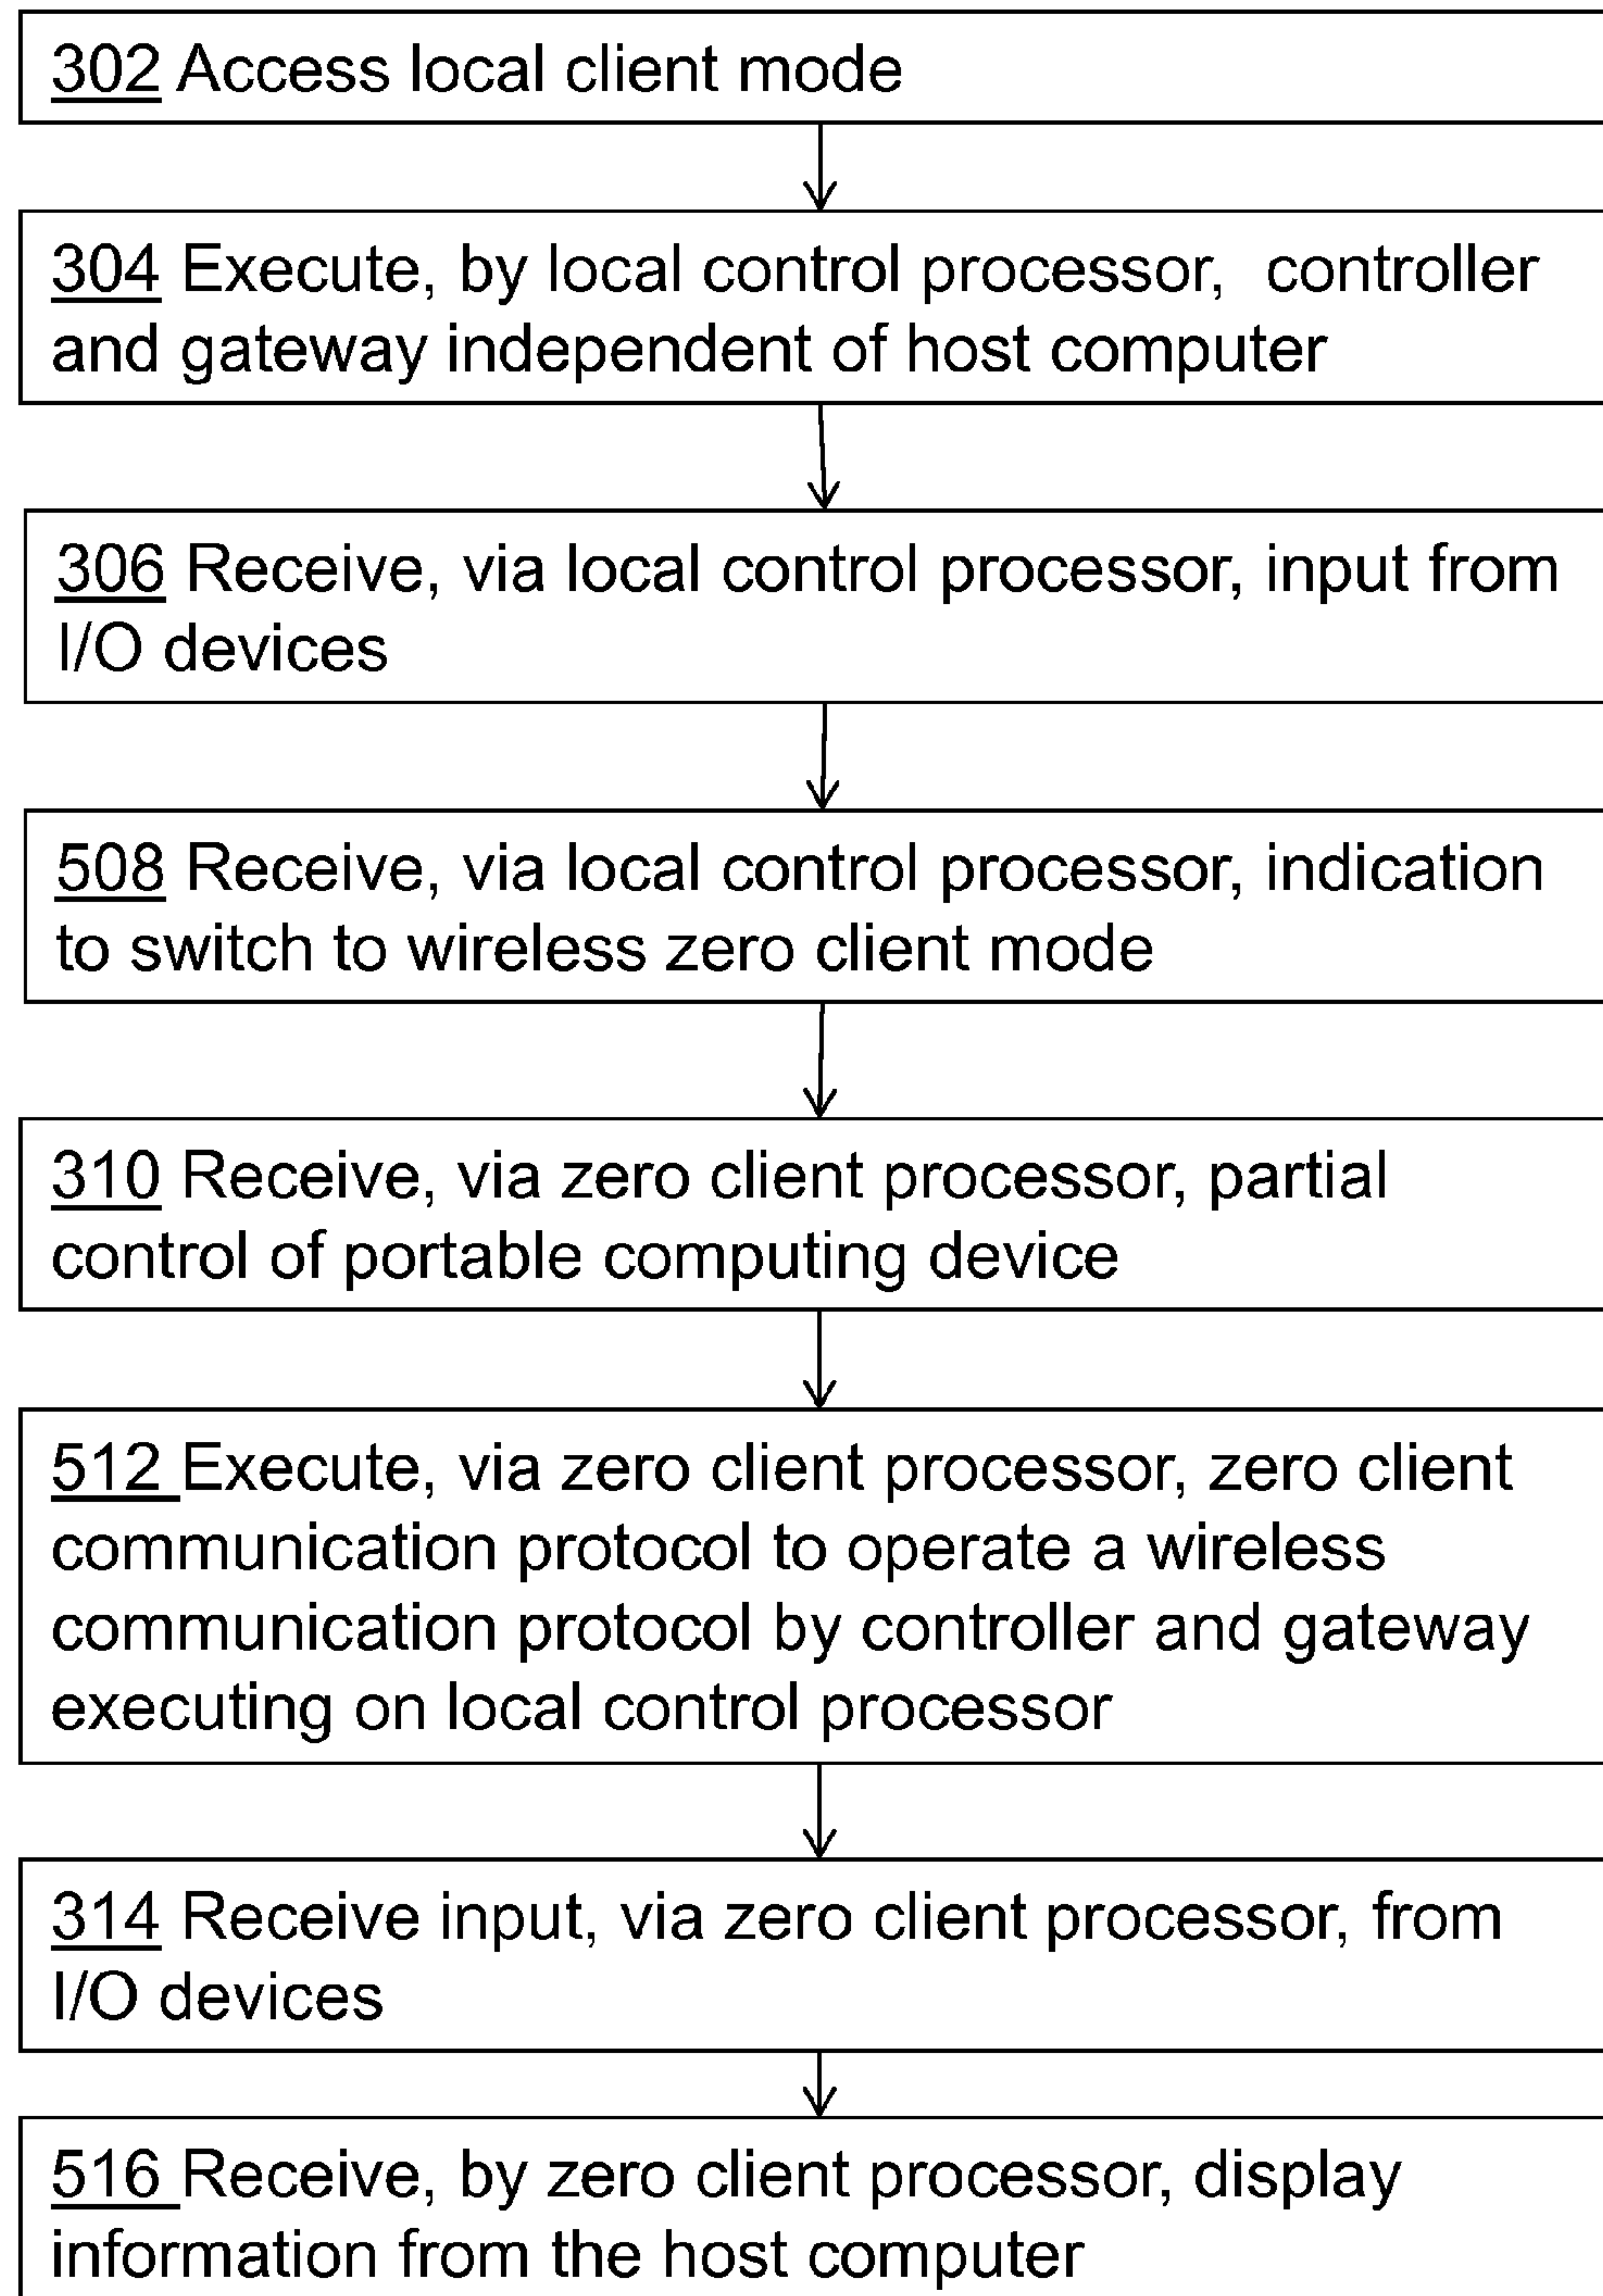 302 Access local client mode
304 Execute, by local control processor, controller
and gateway independent of host computer
306 Receive, via local control processor, input from
I/O devices
508 Receive, via local control processor, indication
to switch to wireless zero client mode
310 Receive, via zero client processor, partial
control of portable computing device
512 Execute, via zero client processor, zero client
communication protocol to operate a wireless
communication protocol by controller and gateway
executing on local control processor
314 Receive input, via zero client processor, from
I/O devices
516 Receive, by zero client processor, display
information from the host computer